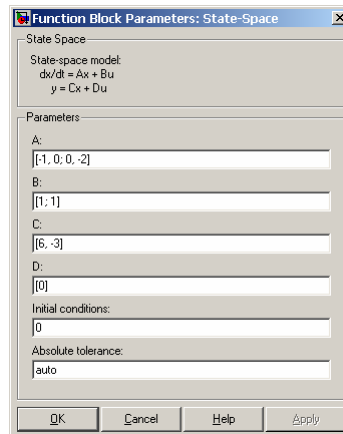 Function Block Parameters: State-Space
State Space
State-space model:
dx/dt = Ax + Bu
y = Cx + Du
Parameters
A:
[-1, 0; 0, -2]
B:
[1; 1]
C:
[6, -3]
D:
[0]
Initial conditions:
0
Absolute tolerance:
auto
OK Cancel Help Apply